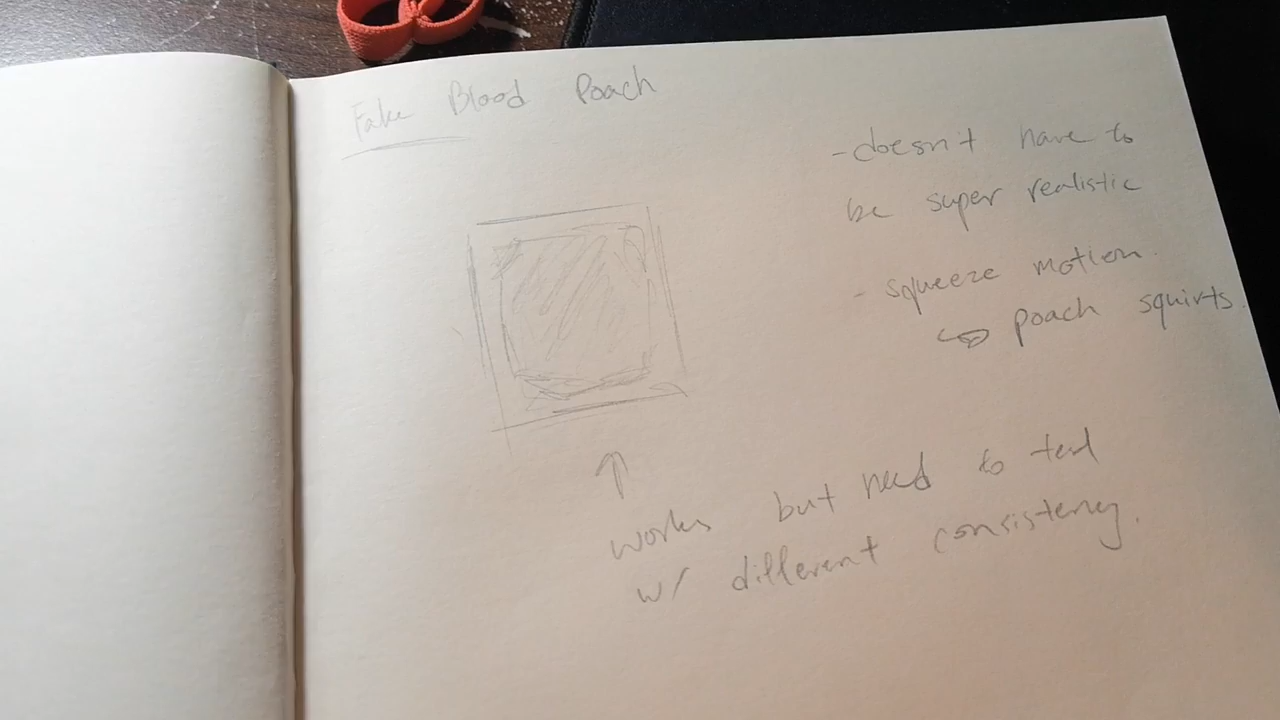 Fake Blood Poach
- doesn't have to
be super realistic
- squeeze motion.
↪ poach squirts.
↑
works but need to test
w/ different consistency.